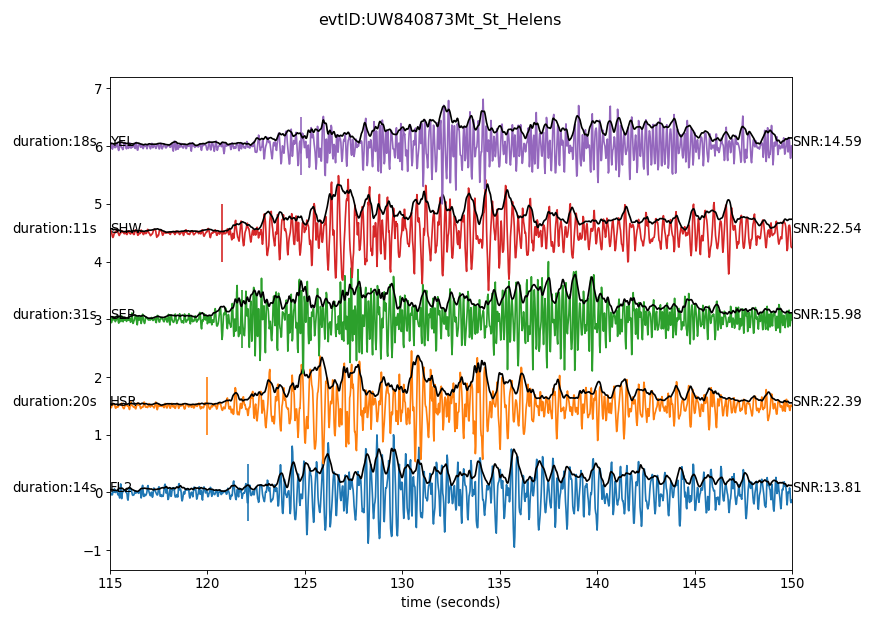 evtID:UW840873Mt_St_Helens
7
duration:18s YEL SNR:14.59
6
5
duration:11s SHW SNR:22.54
4
duration:31s SEP SNR:15.98
3
2
duration:20s HSR SNR:22.39
1
duration:14s FL2 SNR:13.81
0
−1
115 120 125 130 135 140 145 150
time (seconds)